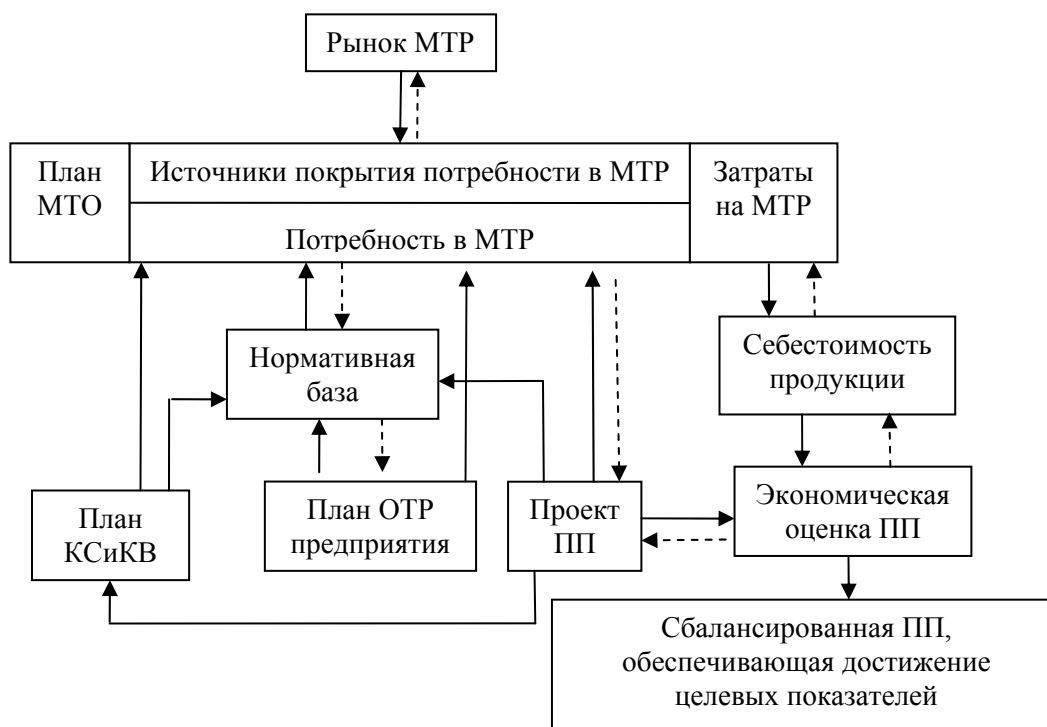 Рынок МТР
План
МТО
Источники покрытия потребности в МТР
Потребность в МТР
Затраты
на МТР
Нормативная
база
Себестоимость
продукции
План
КСиКВ
План ОТР
предприятия
Проект
ПП
Экономическая
оценка ПП
Сбалансированная ПП,
обеспечивающая достижение
целевых показателей